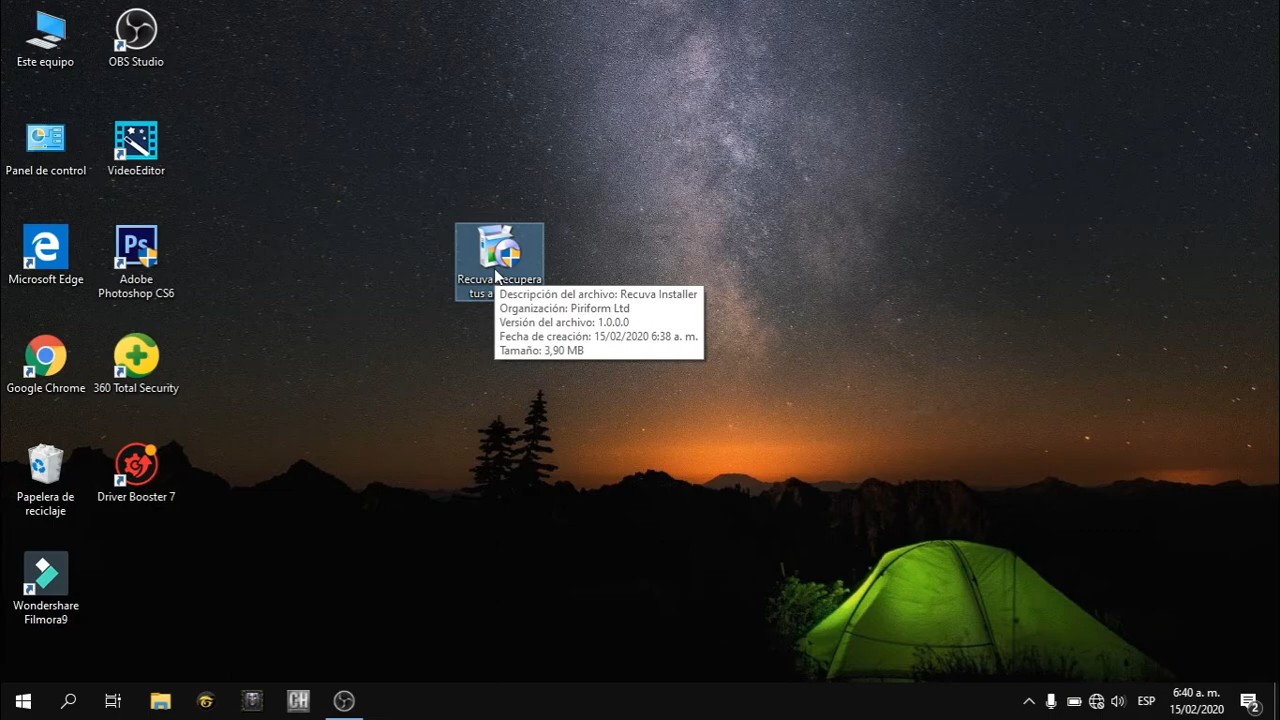 Este equipo
OBS Studio
Panel de control
VideoEditor
Microsoft Edge
Adobe
Photoshop CS6
Recuva recupera
tus a
Descripción del archivo: Recuva Installer
Organización: Piriform Ltd
Versión del archivo: 1.0.0.0
Fecha de creación: 15/02/2020 6:38 a. m.
Tamaño: 3,90 MB
Google Chrome
360 Total Security
Papelera de
reciclaje
Driver Booster 7
Wondershare
Filmora9
Ps
CH
ESP
6:40 a. m.
15/02/2020
2